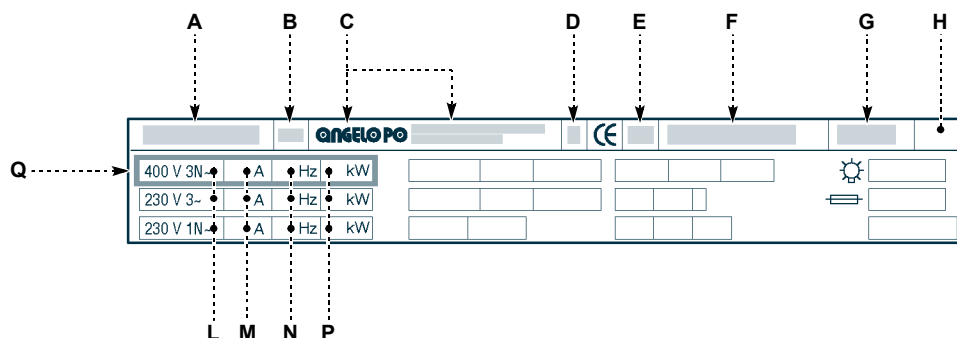 A B C D E F G H
ANGELO PO CE
Q 400 V 3N~ A Hz kW
230 V 3~ A Hz kW
230 V 1N~ A Hz kW
L M N P